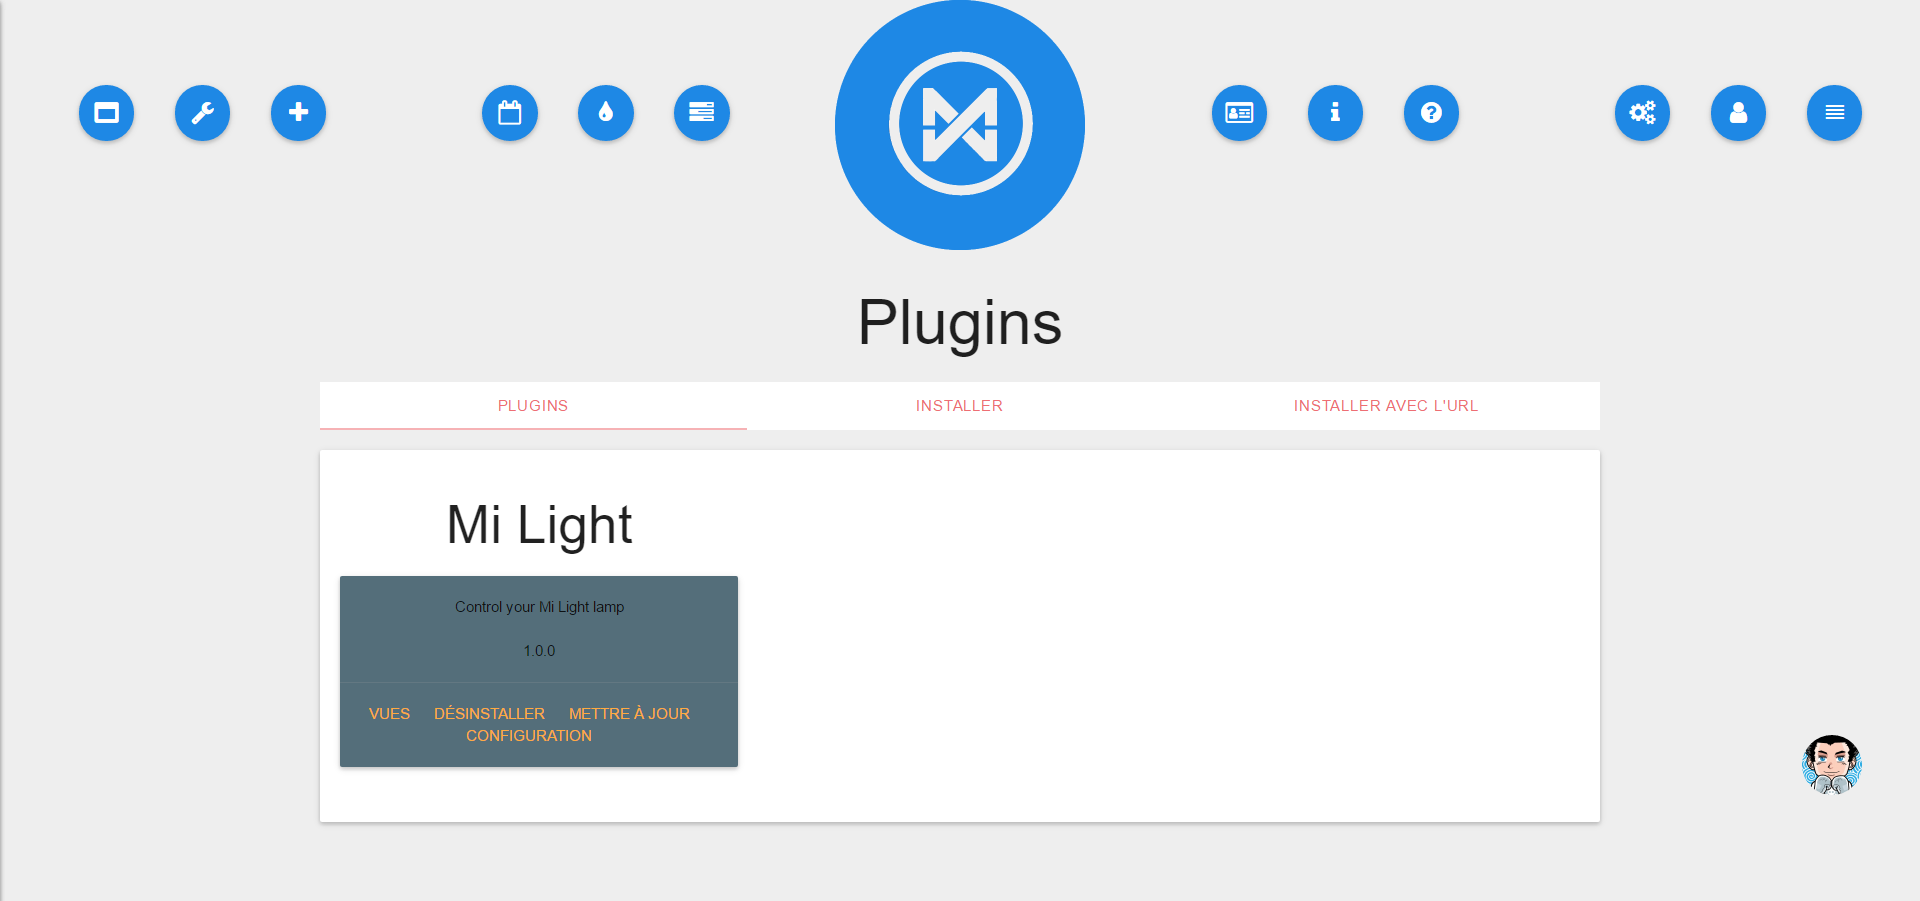 Plugins
PLUGINS
INSTALLER
INSTALLER AVEC L'URL
Mi Light
Control your Mi Light lamp
1.0.0
VUES DÉSINSTALLER METTRE À JOUR
CONFIGURATION